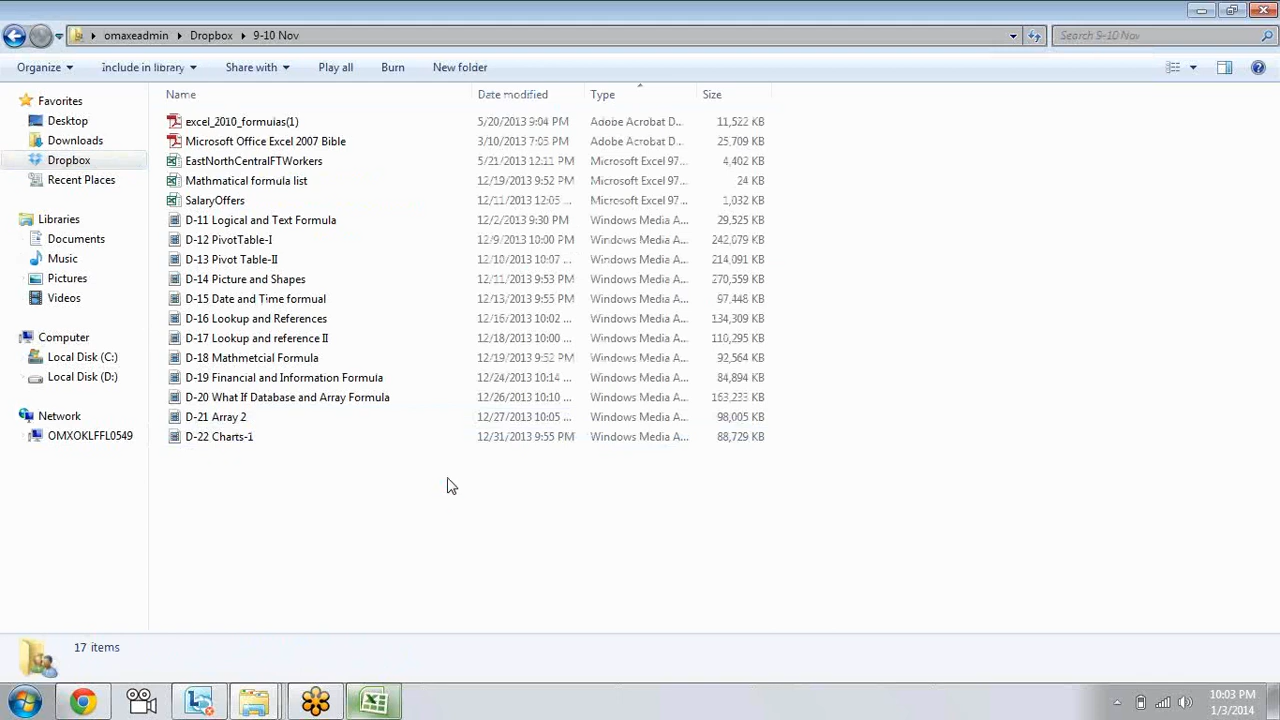 omaxeadmin Dropbox 9-10 Nov Search 9-10 Nov
Organize Include in library Share with Play all Burn New folder
Name Date modified Type Size
Favorites
Desktop
Downloads
Dropbox
Recent Places
Libraries
Documents
Music
Pictures
Videos
Computer
Local Disk (C:)
Local Disk (D:)
Network
OMXOKLFFL0549
excel_2010_formulas(1) 5/20/2013 9:04 PM Adobe Acrobat D... 11,522 KB
Microsoft Office Excel 2007 Bible 3/10/2013 7:05 PM Adobe Acrobat D... 25,709 KB
EastNorthCentralFTWorkers 5/21/2013 12:11 PM Microsoft Excel 97... 4,402 KB
Mathmatical formula list 12/19/2013 9:52 PM Microsoft Excel 97... 24 KB
SalaryOffers 12/11/2013 12:05 ... Microsoft Excel 97... 1,032 KB
D-11 Logical and Text Formula 12/2/2013 9:30 PM Windows Media A... 29,525 KB
D-12 PivotTable-I 12/9/2013 10:00 PM Windows Media A... 242,079 KB
D-13 Pivot Table-II 12/10/2013 10:07 ... Windows Media A... 214,091 KB
D-14 Picture and Shapes 12/11/2013 9:53 PM Windows Media A... 270,559 KB
D-15 Date and Time formual 12/13/2013 9:55 PM Windows Media A... 97,448 KB
D-16 Lookup and References 12/16/2013 10:02 ... Windows Media A... 134,309 KB
D-17 Lookup and reference II 12/18/2013 10:00 ... Windows Media A... 110,295 KB
D-18 Mathmetcial Formula 12/19/2013 9:52 PM Windows Media A... 92,564 KB
D-19 Financial and Information Formula 12/24/2013 10:14 ... Windows Media A... 84,894 KB
D-20 What If Database and Array Formula 12/26/2013 10:10 ... Windows Media A... 163,233 KB
D-21 Array 2 12/27/2013 10:05 ... Windows Media A... 98,005 KB
D-22 Charts-1 12/31/2013 9:55 PM Windows Media A... 88,729 KB
17 items
10:03 PM
1/3/2014